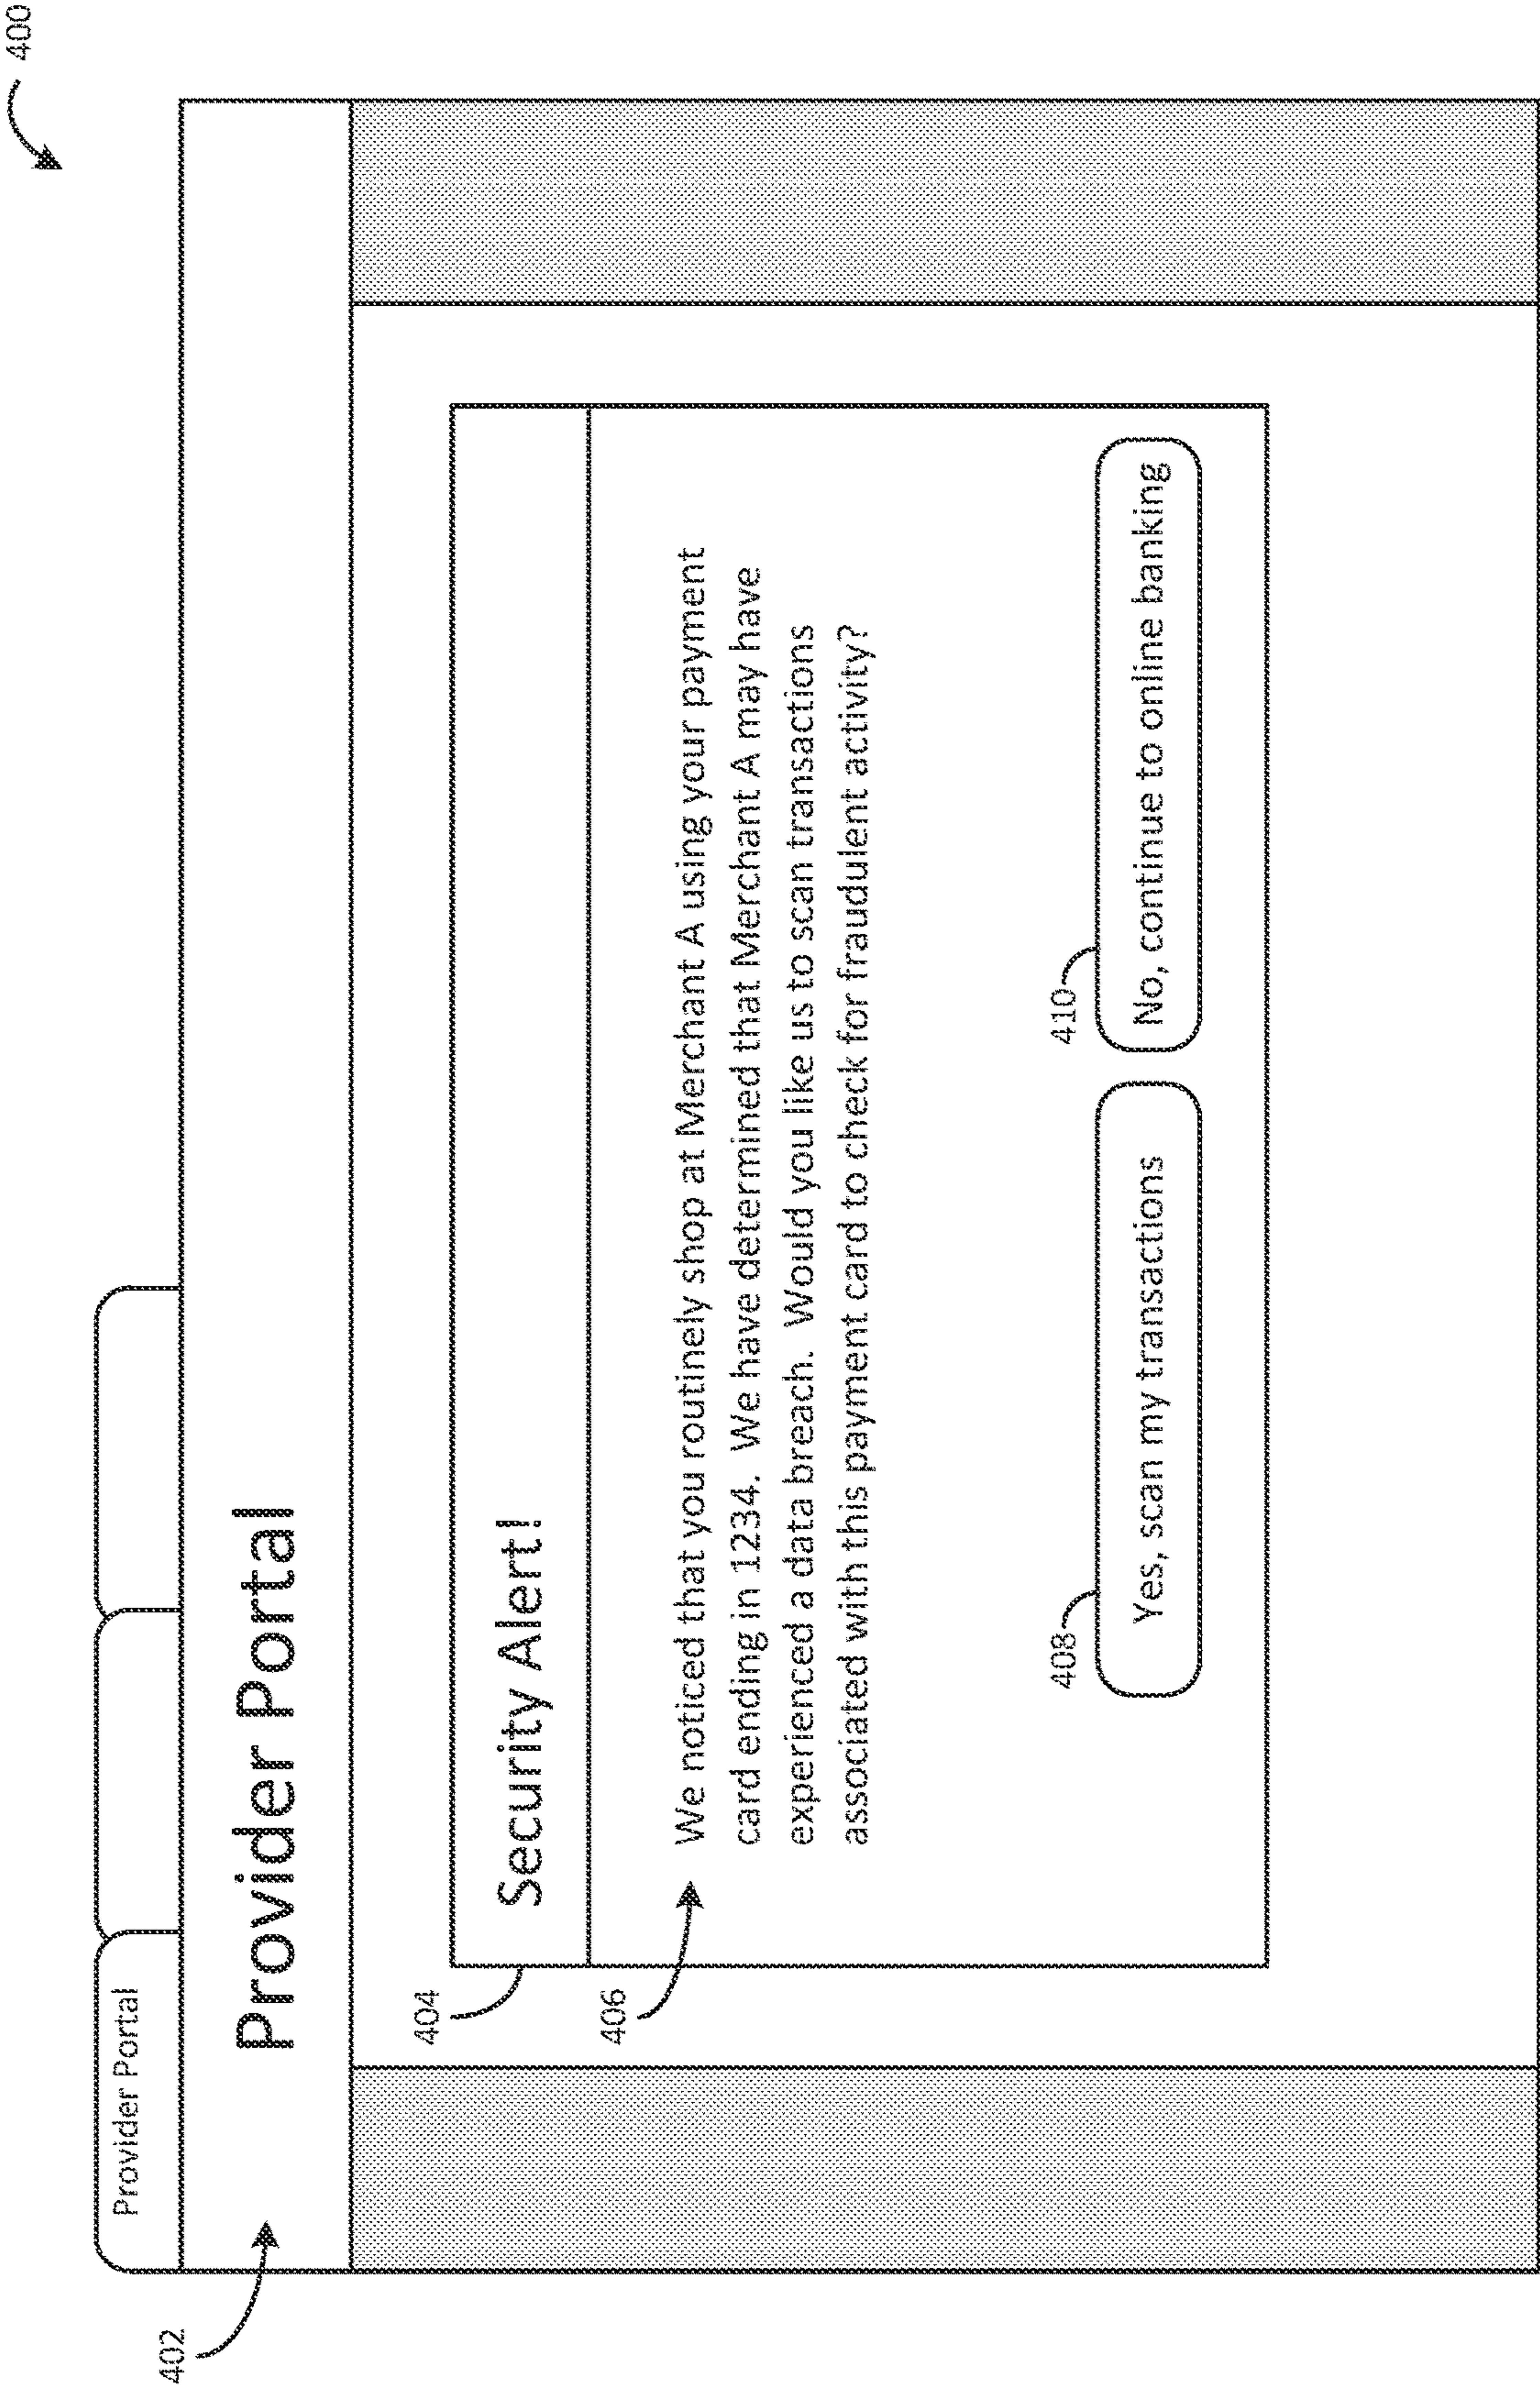 400
Provider Portal
402
Provider Portal
404
Security Alert!
406
We noticed that you routinely shop at Merchant A using your payment
card ending in 1234. We have determined that Merchant A may have
experienced a data breach. Would you like us to scan transactions
associated with this payment card to check for fraudulent activity?
408
410
Yes, scan my transactions
No, continue to online banking